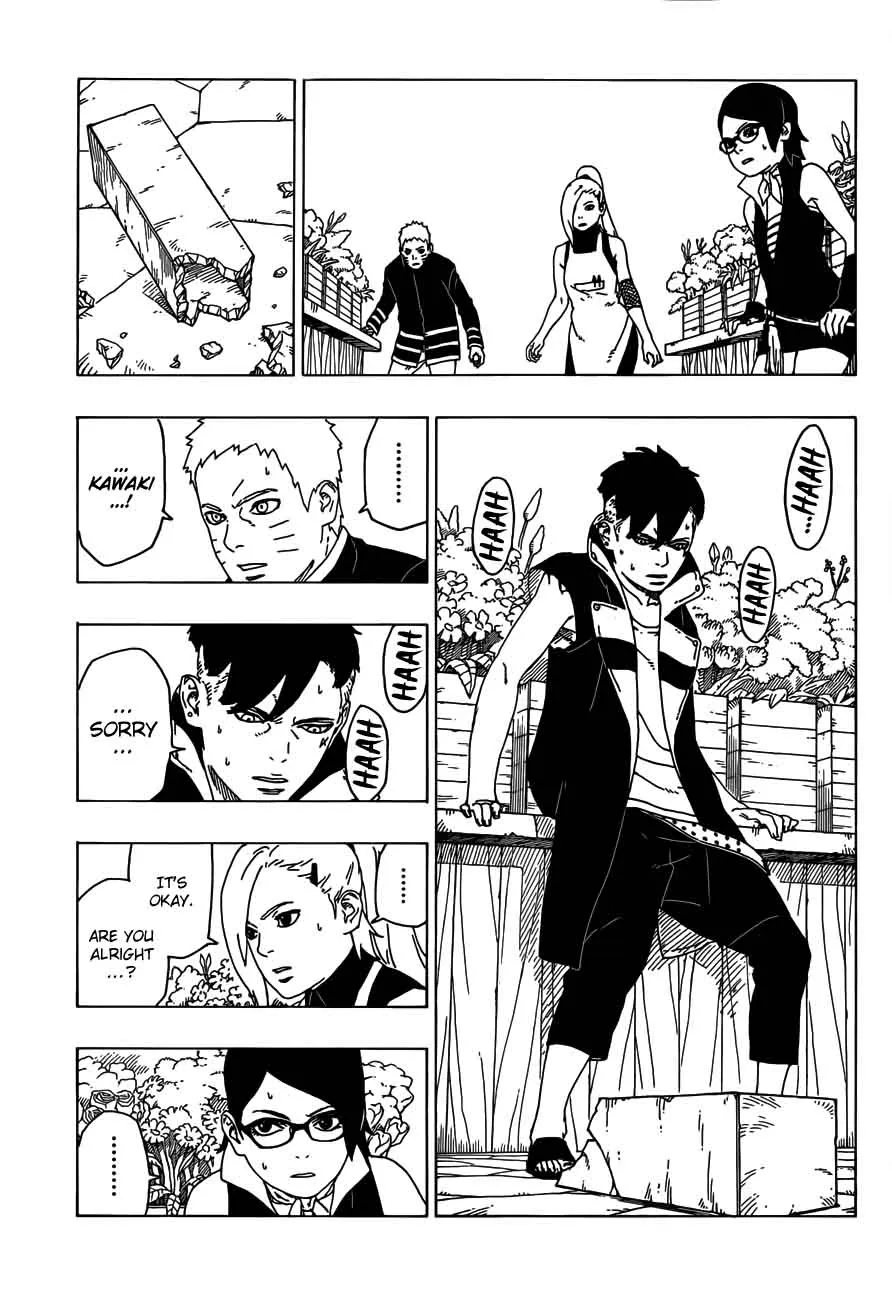 ...HAAH
HAAH
HAAH
........
...
KAWAKI
...!
HAAH
HAAH
...
SORRY
...
......
IT'S
OKAY.
ARE YOU
ALRIGHT
...?
........